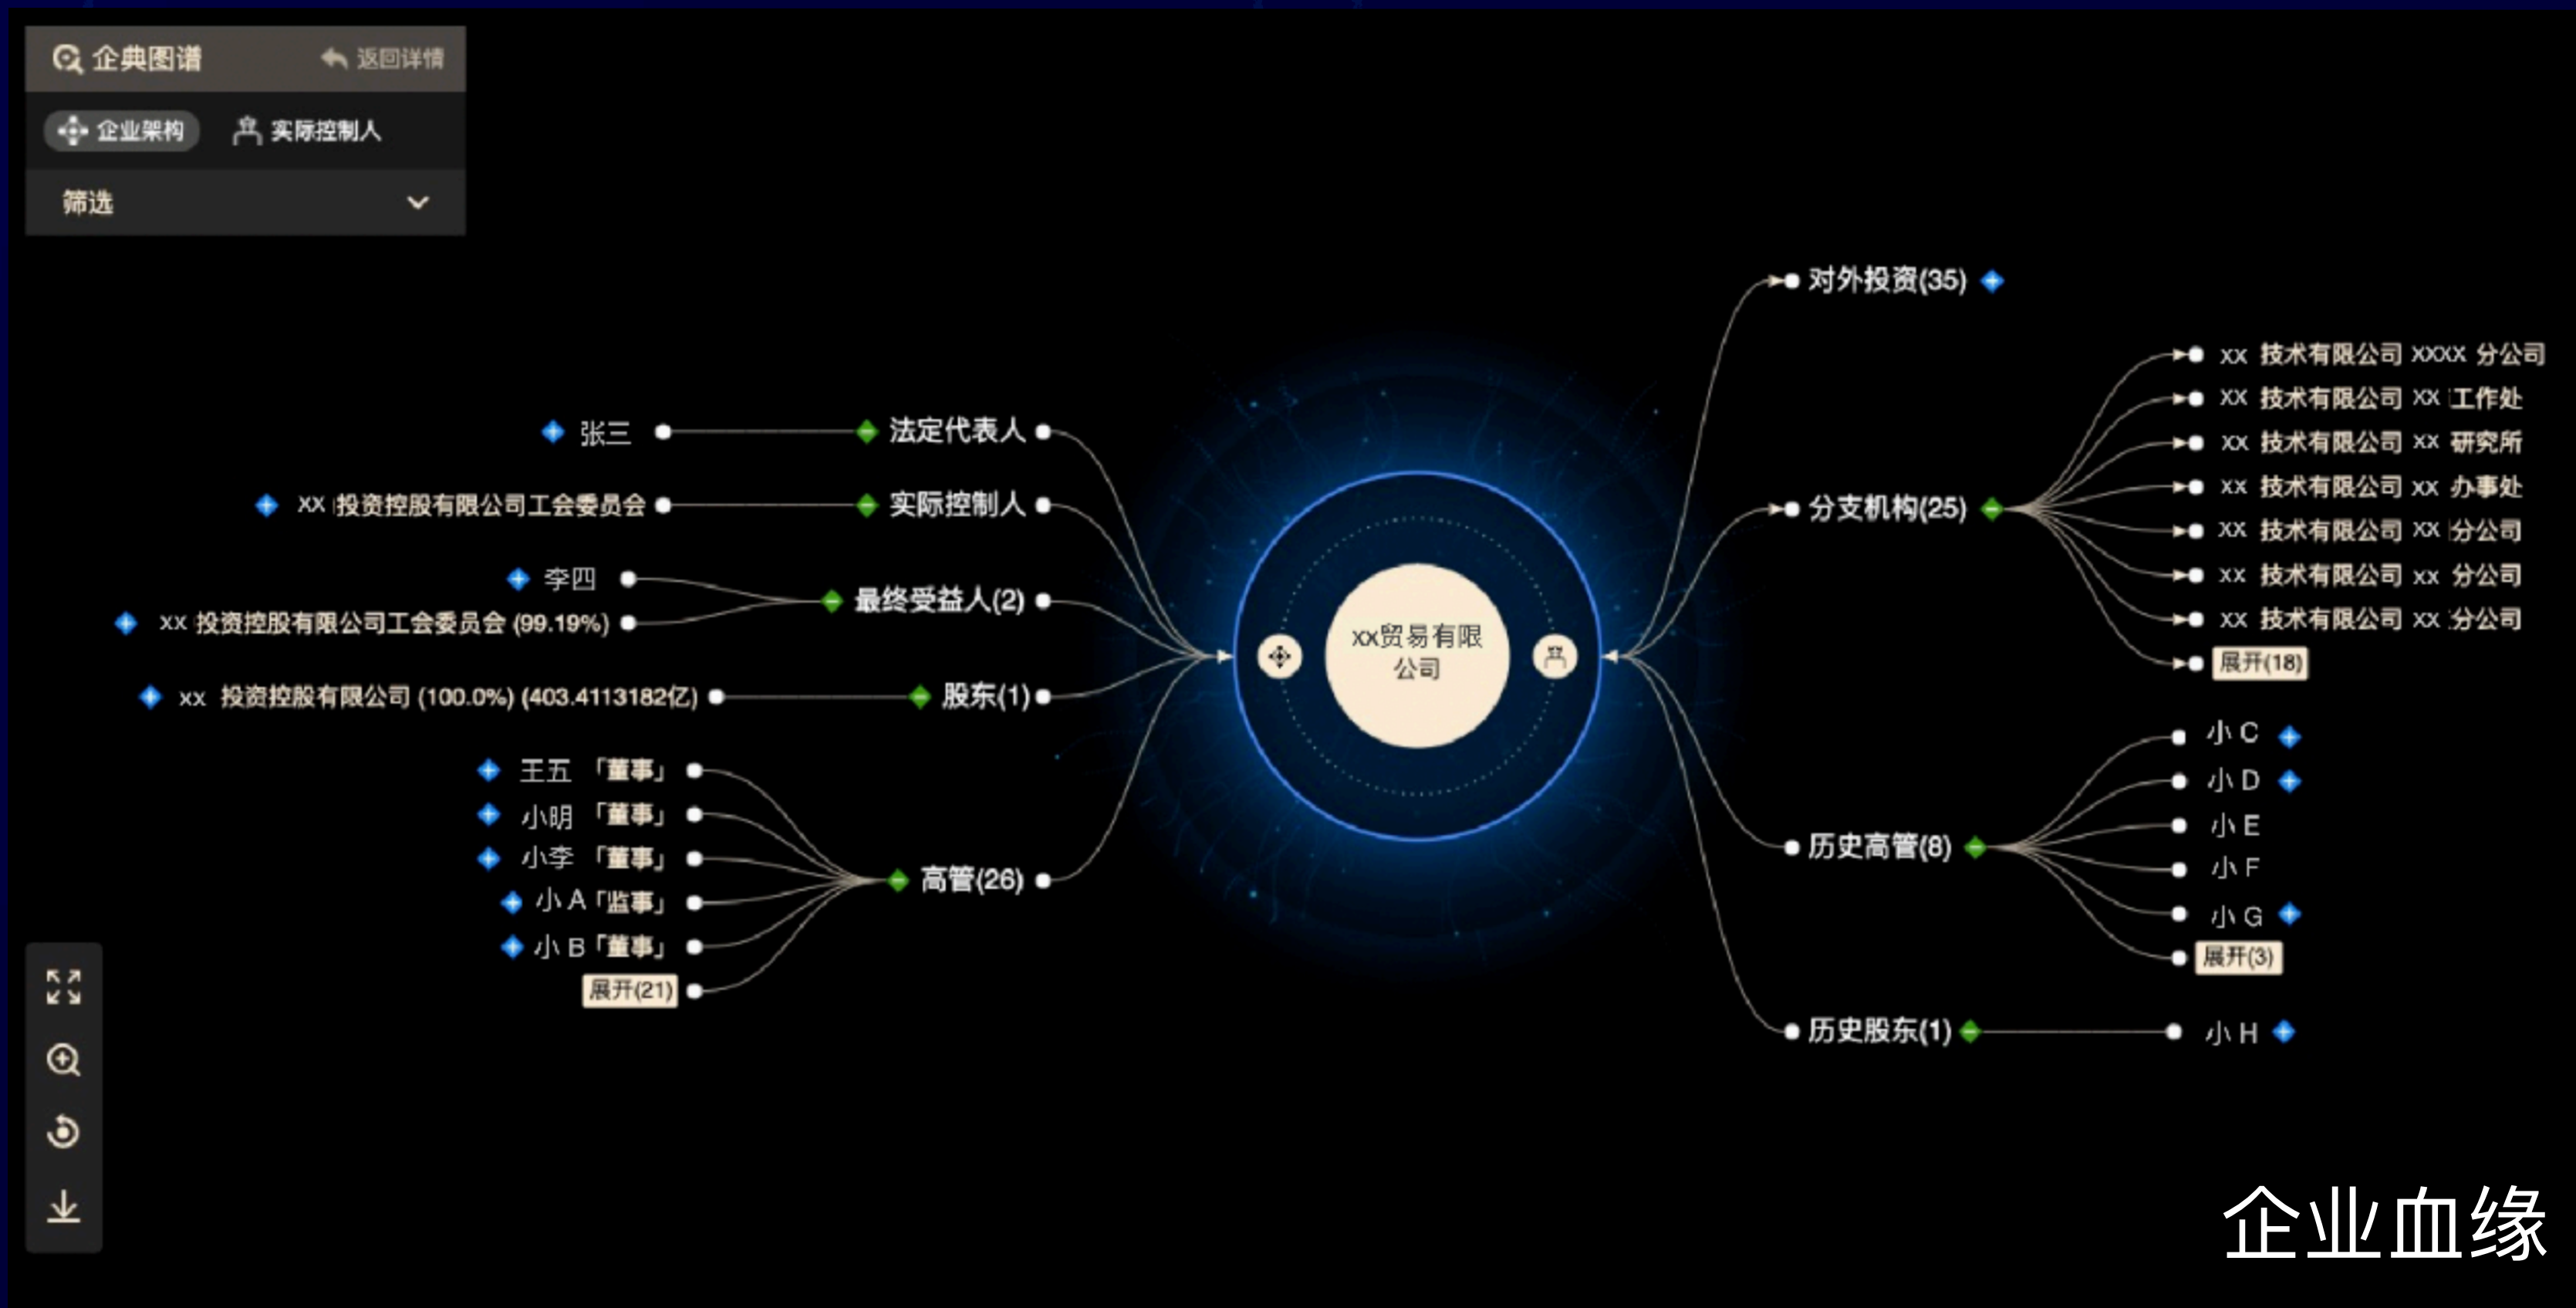 企典图谱 返回详情
企业架构 实际控制人
筛选
法定代表人
张三
实际控制人
xx 投资控股有限公司工会委员会
最终受益人(2)
李四
xx 投资控股有限公司工会委员会 (99.19%)
股东(1)
xx 投资控股有限公司 (100.0%) (403.4113182亿)
高管(26)
王五 「董事」
小明 「董事」
小李 「董事」
小 A 「监事」
小 B 「董事」
展开(21)
xx贸易有限
公司
对外投资(35)
分支机构(25)
xx 技术有限公司 xxxx 分公司
xx 技术有限公司 xx 工作处
xx 技术有限公司 xx 研究所
xx 技术有限公司 xx 办事处
xx 技术有限公司 xx 分公司
xx 技术有限公司 xx 分公司
xx 技术有限公司 xx 分公司
展开(18)
历史高管(8)
小 C
小 D
小 E
小 F
小 G
展开(3)
历史股东(1)
小 H
企业血缘